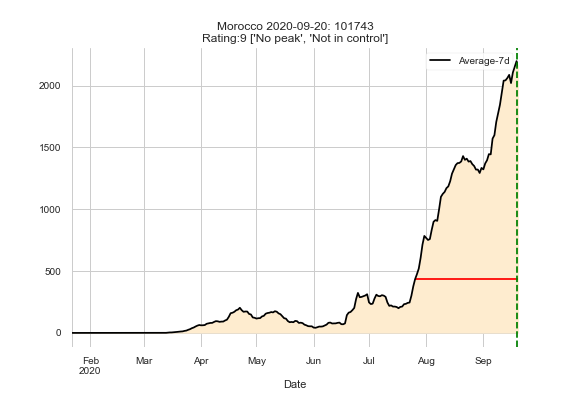 Morocco 2020-09-20: 101743
Rating:9 ['No peak', 'Not in control']
Average-7d
2000
1500
1000
500
0
Feb Mar Apr May Jun Jul Aug Sep
2020
Date